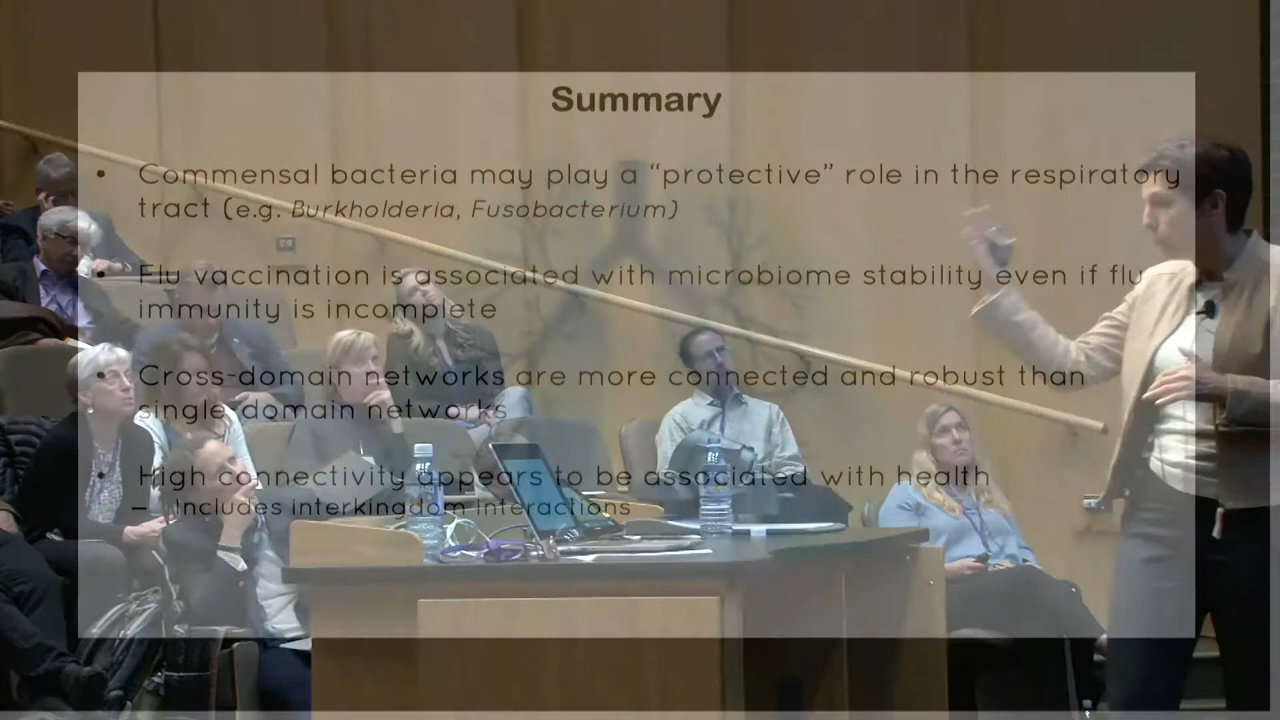 Summary
• Commensal bacteria may play a “protective” role in the respiratory
tract (e.g. Burkholderia, Fusobacterium)
• Flu vaccination is associated with microbiome stability even if flu
immunity is incomplete
• Cross-domain networks are more connected and robust than
single-domain networks
High connectivity appears to be associated with health
– Includes interkingdom interactions